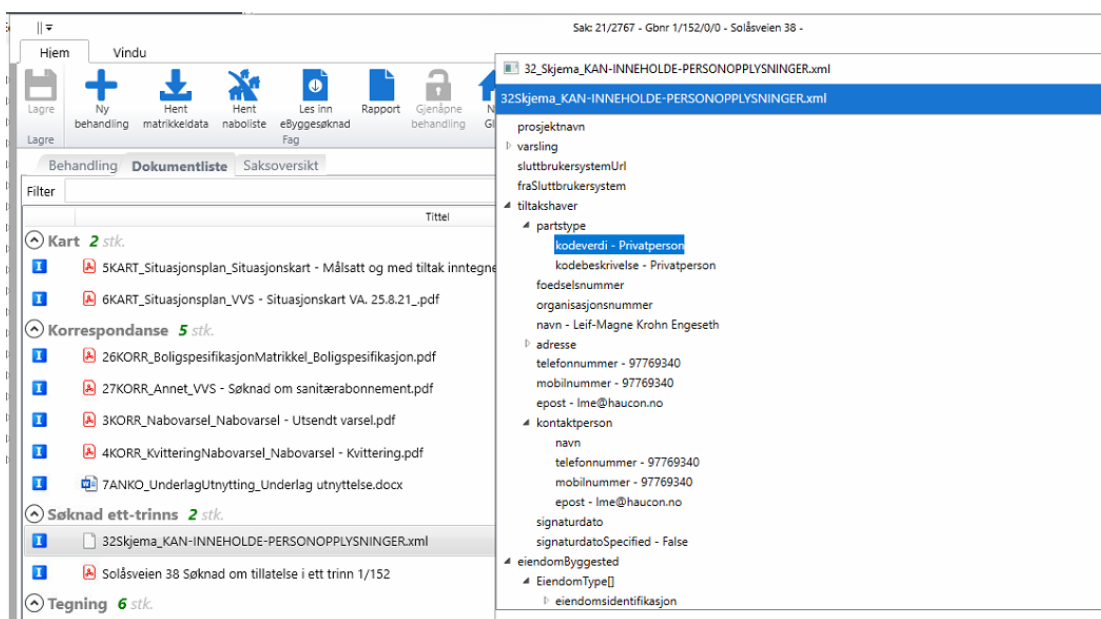 Sak: 21/2767 - Gbnr 1/152/0/0 - Solåsveien 38 -
Hjem
Vindu
Lagre
Ny behandling
Hent matrikkeldata
Hent naboliste
Les inn eByggesøknad
Rapport
Gjenåpne behandling
Lagre
Fag
Behandling
Dokumentliste
Saksoversikt
Filter
Tittel
Kart 2 stk.
5KART_Situasjonsplan_Situasjonskart - Målsatt og med tiltak inntegne
6KART_Situasjonsplan_VVS - Situasjonskart VA. 25.8.21_.pdf
Korrespondanse 5 stk.
26KORR_BoligspesifikasjonMatrikkel_Boligspesifikasjon.pdf
27KORR_Annet_VVS - Søknad om sanitærabonnement.pdf
3KORR_Nabovarsel_Nabovarsel - Utsendt varsel.pdf
4KORR_KvitteringNabovarsel_Nabovarsel - Kvittering.pdf
7ANKO_UnderlagUtnytting_Underlag utnyttelse.docx
Søknad ett-trinns 2 stk.
32Skjema_KAN-INNEHOLDE-PERSONOPPLYSNINGER.xml
Solåsveien 38 Søknad om tillatelse i ett trinn 1/152
Tegning 6 stk.
32_Skjema_KAN-INNEHOLDE-PERSONOPPLYSNINGER.xml
32Skjema_KAN-INNEHOLDE-PERSONOPPLYSNINGER.xml
prosjektnavn
varsling
sluttbrukersystemUrl
fraSluttbrukersystem
tiltakshaver
partstype
kodeverdi - Privatperson
kodebeskrivelse - Privatperson
foedselsnummer
organisasjonsnummer
navn - Leif-Magne Krohn Engeseth
adresse
telefonnummer - 97769340
mobilnummer - 97769340
epost - lme@haucon.no
kontaktperson
navn
telefonnummer - 97769340
mobilnummer - 97769340
epost - lme@haucon.no
signaturdato
signaturdatoSpecified - False
eiendomByggested
EiendomType[]
eiendomsidentifikasjon